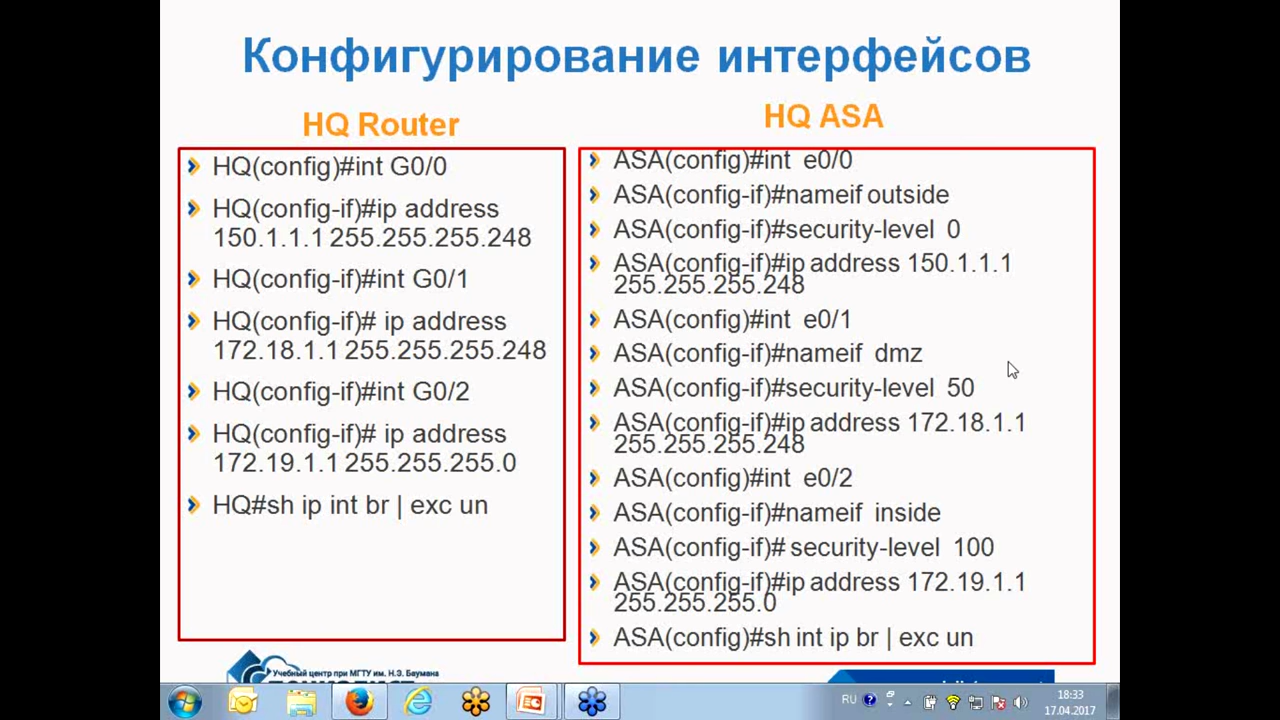 Конфигурирование интерфейсов
HQ Router
HQ(config)#int G0/0
HQ(config-if)#ip address
150.1.1.1 255.255.255.248
HQ(config-if)#int G0/1
HQ(config-if)# ip address
172.18.1.1 255.255.255.248
HQ(config-if)#int G0/2
HQ(config-if)# ip address
172.19.1.1 255.255.255.0
HQ#sh ip int br | exc un
HQ ASA
ASA(config)#int e0/0
ASA(config-if)#nameif outside
ASA(config-if)#security-level 0
ASA(config-if)#ip address 150.1.1.1
255.255.255.248
ASA(config)#int e0/1
ASA(config-if)#nameif dmz
ASA(config-if)#security-level 50
ASA(config-if)#ip address 172.18.1.1
255.255.255.248
ASA(config)#int e0/2
ASA(config-if)#nameif inside
ASA(config-if)# security-level 100
ASA(config-if)#ip address 172.19.1.1
255.255.255.0
ASA(config)#sh int ip br | exc un
Учебный центр при МГТУ им. Н.Э. Баумана
RU
18:33
17.04.2017